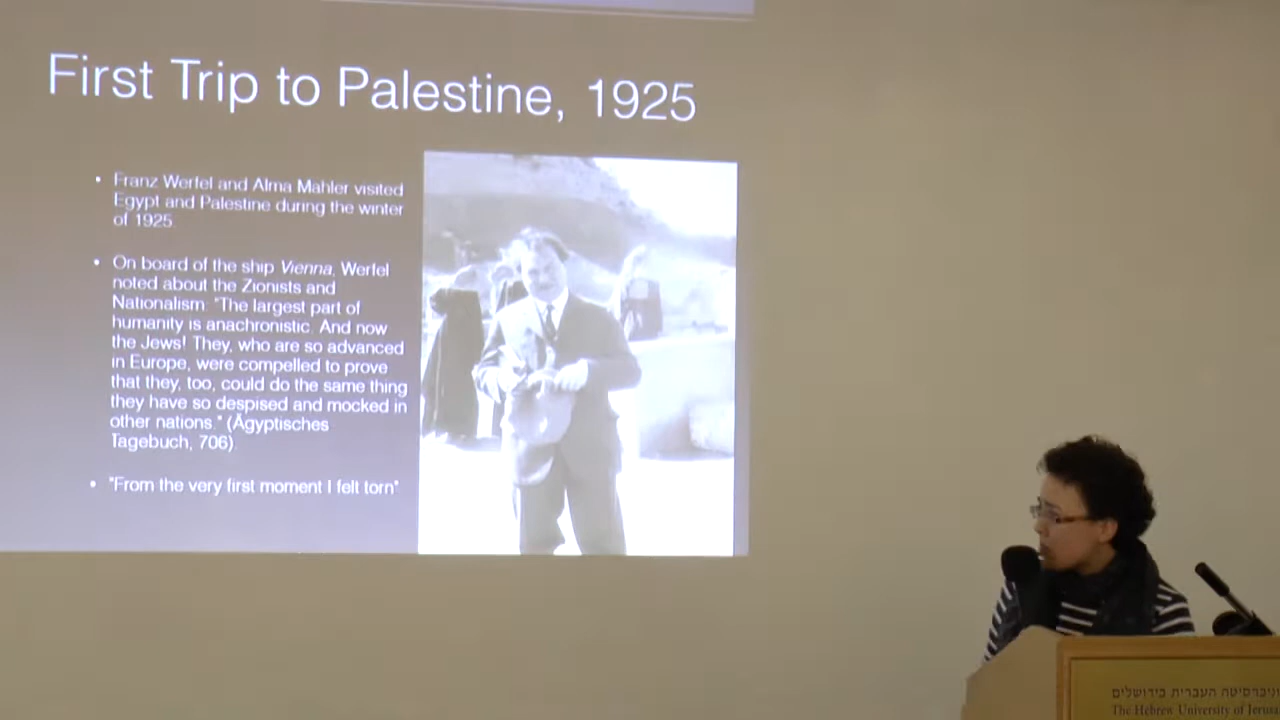 First Trip to Palestine, 1925
• Franz Werfel and Alma Mahler visited
Egypt and Palestine during the winter
of 1925.
• On board of the ship Vienna, Werfel
noted about the Zionists and
Nationalism: "The largest part of
humanity is anachronistic. And now
the Jews! They, who are so advanced
in Europe, were compelled to prove
that they, too, could do the same thing
they have so despised and mocked in
other nations." (Ägyptisches
Tagebuch, 706).
• "From the very first moment I felt torn"
העברית בירושלים
The Hebrew University of